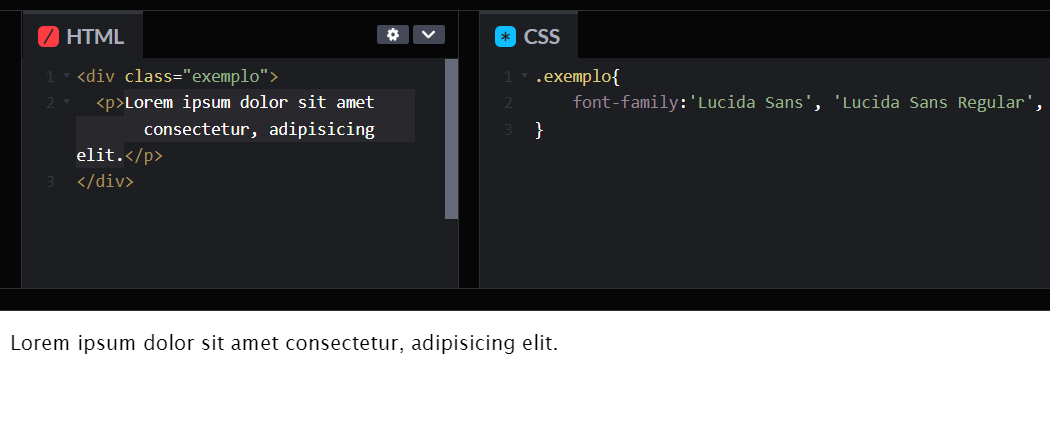 HTML
1 <div class="exemplo">
2 <p>Lorem ipsum dolor sit amet
consectetur, adipisicing
elit.</p>
3 </div>
CSS
1 .exemplo{
2 font-family:'Lucida Sans', 'Lucida Sans Regular',
3 }
Lorem ipsum dolor sit amet consectetur, adipisicing elit.